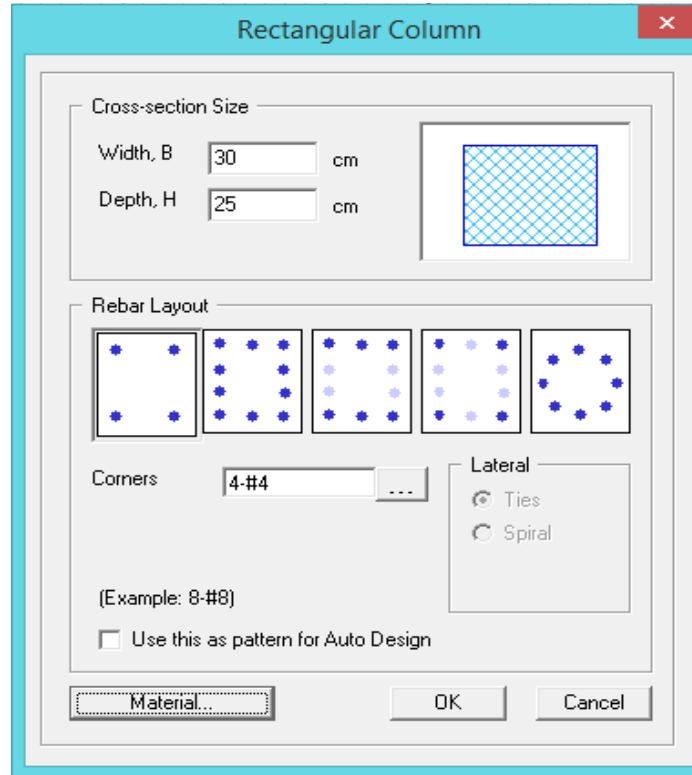 Rectangular Column
Cross-section Size
Width, B 30 cm
Depth, H 25 cm
Rebar Layout
Corners 4-#4 ...
Lateral
Ties
Spiral
(Example: 8-#8)
Use this as pattern for Auto Design
Material... OK Cancel